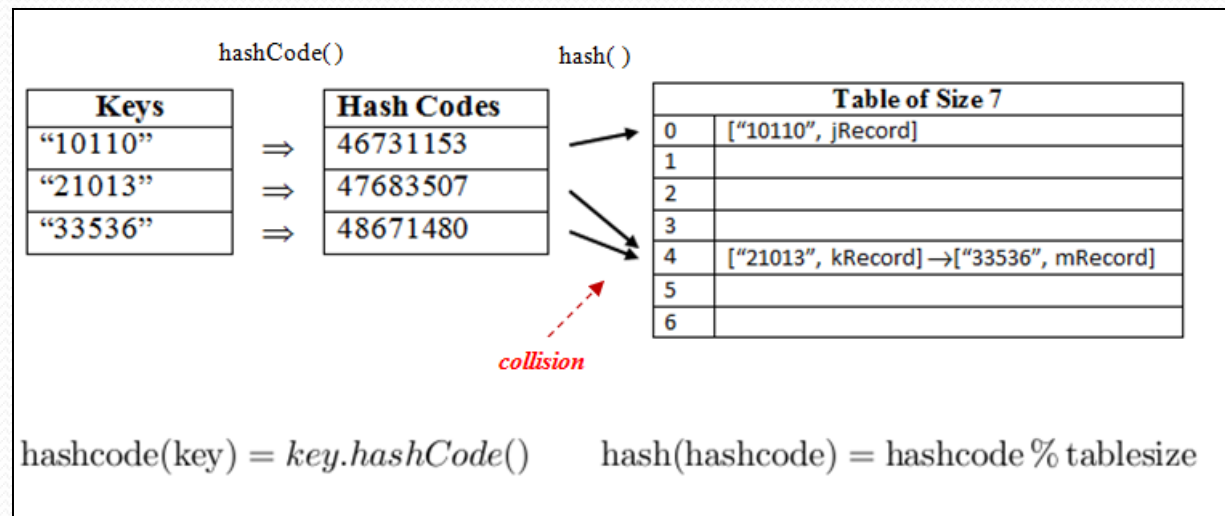 hashCode()
hash( )
Keys
“10110”
“21013”
“33536”
⇒
⇒
⇒
Hash Codes
46731153
47683507
48671480
Table of Size 7
0 [“10110”, jRecord]
1
2
3
4 [“21013”, kRecord]→[“33536”, mRecord]
5
6
collision
hashcode(key) = key.hashCode()
hash(hashcode) = hashcode % tablesize